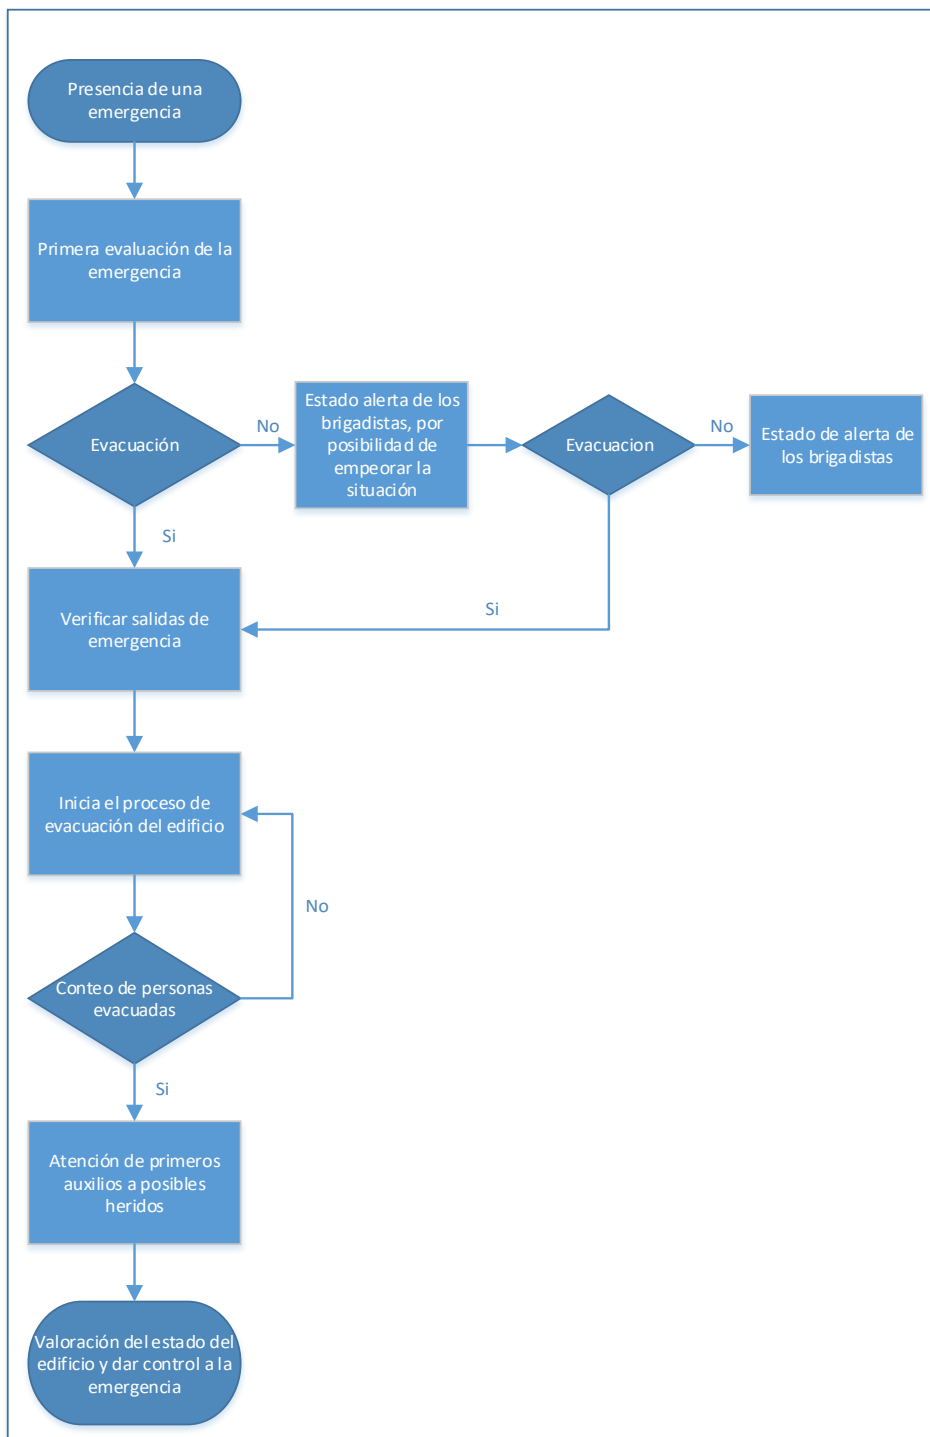 Presencia de una
emergencia
Primera evaluación de la
emergencia
Evacuación
No
Estado alerta de los
brigadistas, por
posibilidad de
empeorar la
situación
Evacuacion
No
Estado de alerta de
los brigadistas
Si
Si
Verificar salidas de
emergencia
Inicia el proceso de
evacuación del edificio
No
Conteo de personas
evacuadas
Si
Atención de primeros
auxilios a posibles
heridos
Valoración del estado del
edificio y dar control a la
emergencia